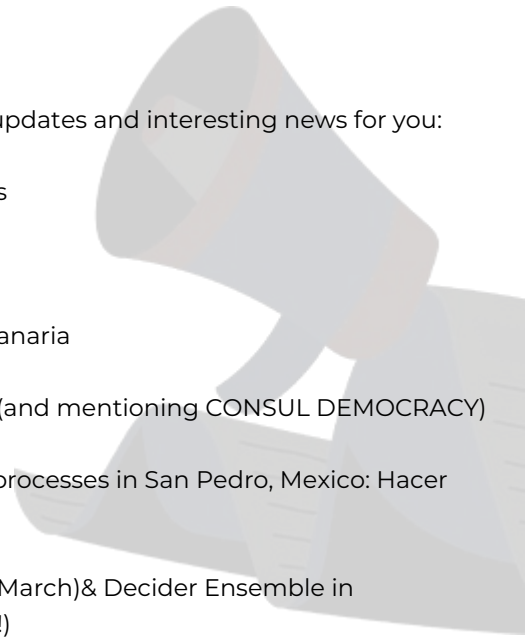 updates and interesting news for you:
s
anaria
(and mentioning CONSUL DEMOCRACY)
processes in San Pedro, Mexico: Hacer
March)& Decider Ensemble in
!)